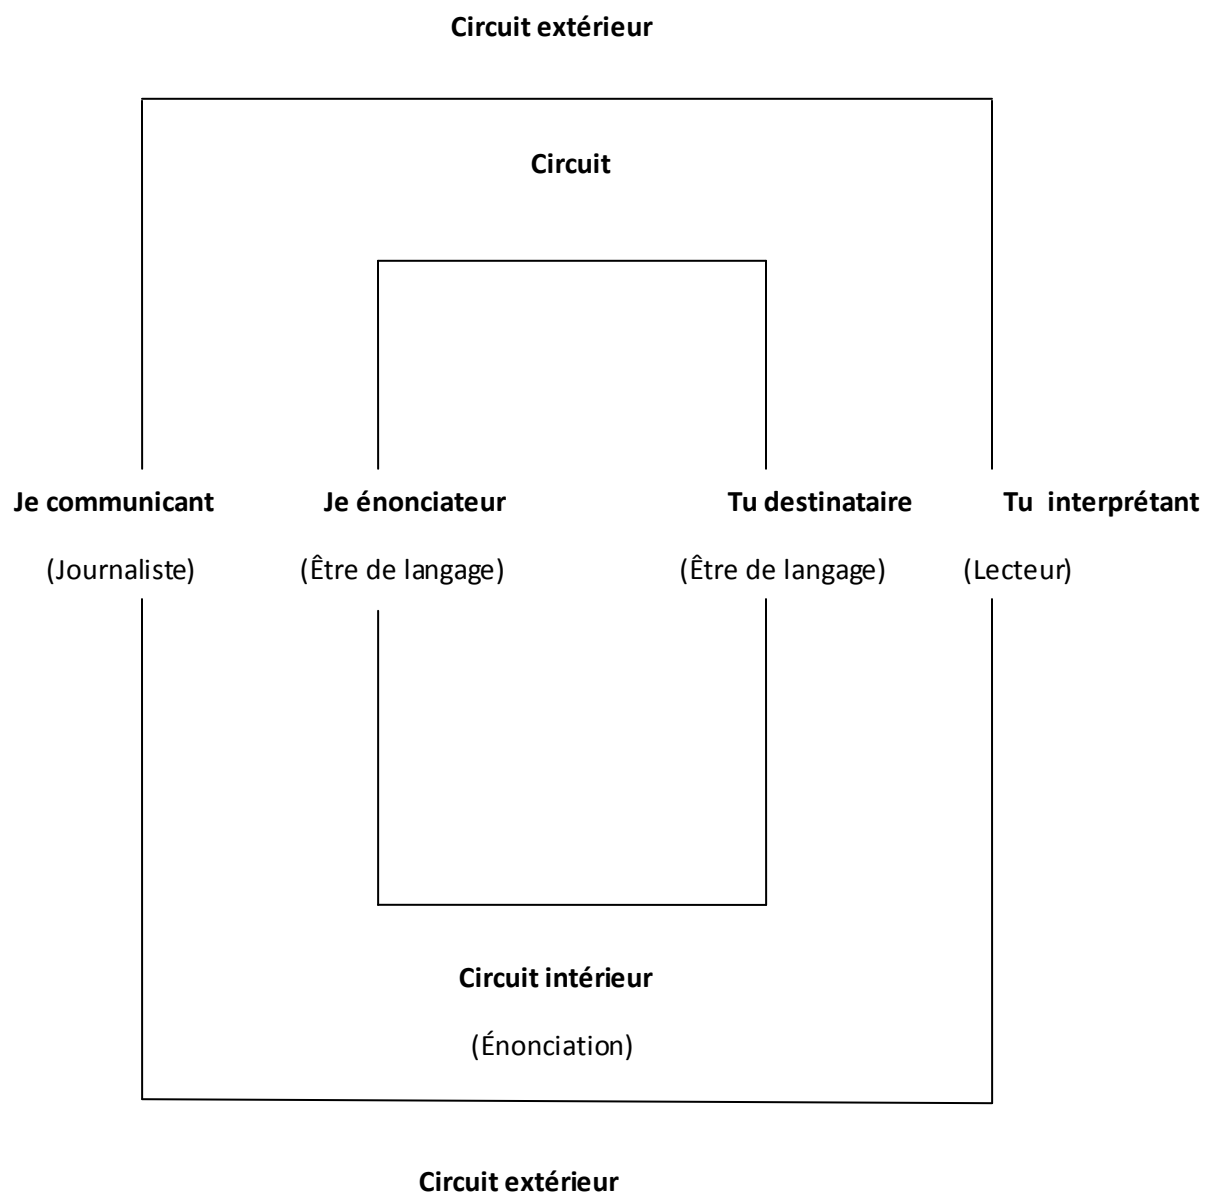 Circuit extérieur
Circuit
Je communicant Je énonciateur Tu destinataire Tu interprétant
(Journaliste) (Être de langage) (Être de langage) (Lecteur)
Circuit intérieur
(Énonciation)
Circuit extérieur